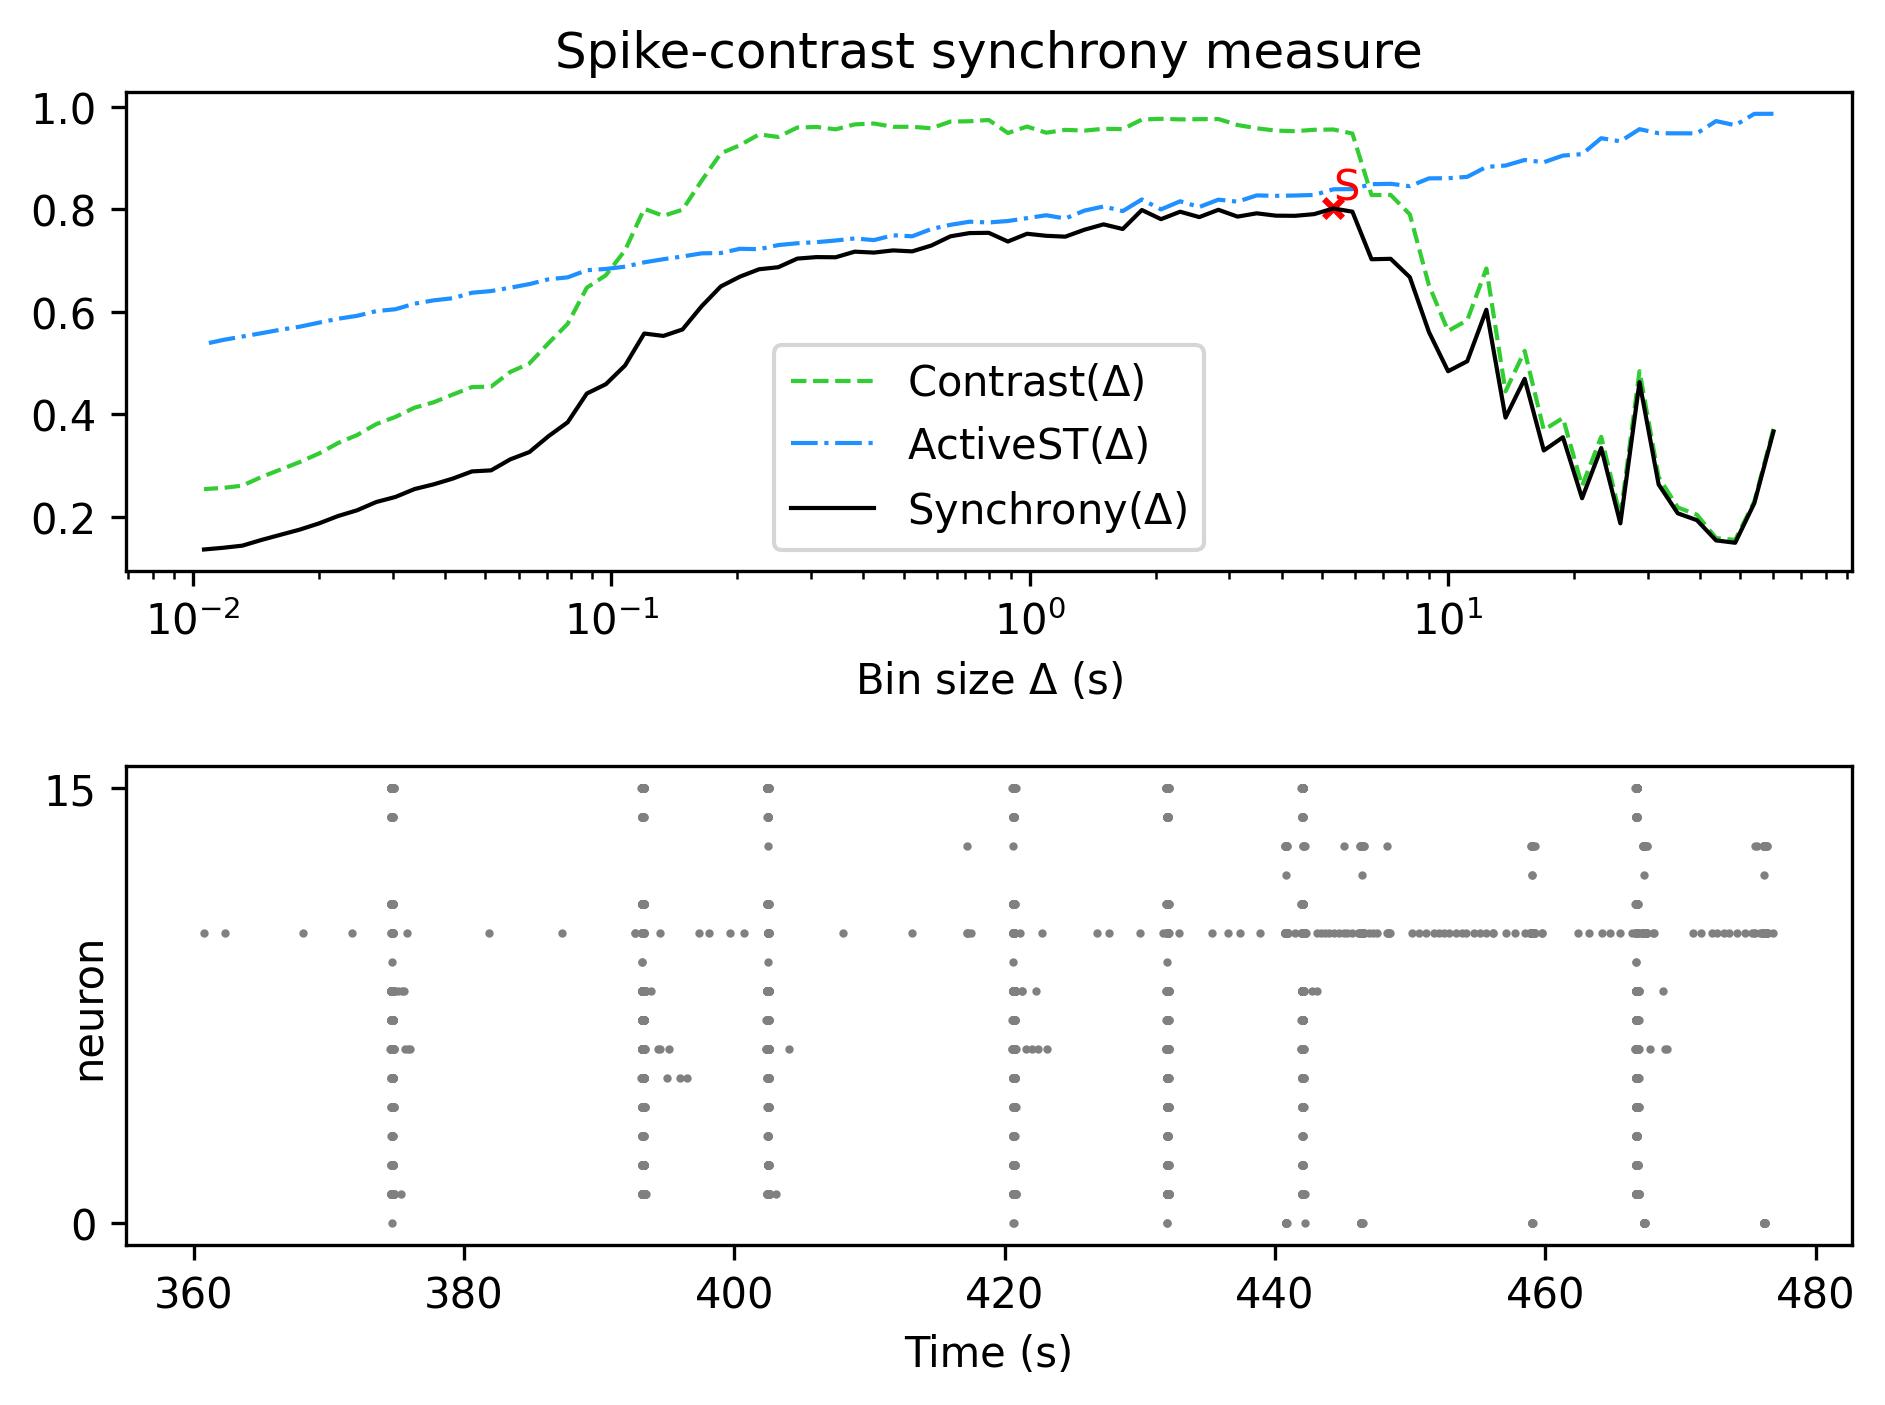 Spike-contrast synchrony measure
1.0
0.8
0.6
0.4
0.2
S
Contrast(Δ)
ActiveST(Δ)
Synchrony(Δ)
10⁻² 10⁻¹ 10⁰ 10¹
Bin size Δ (s)
15
neuron
0
360 380 400 420 440 460 480
Time (s)